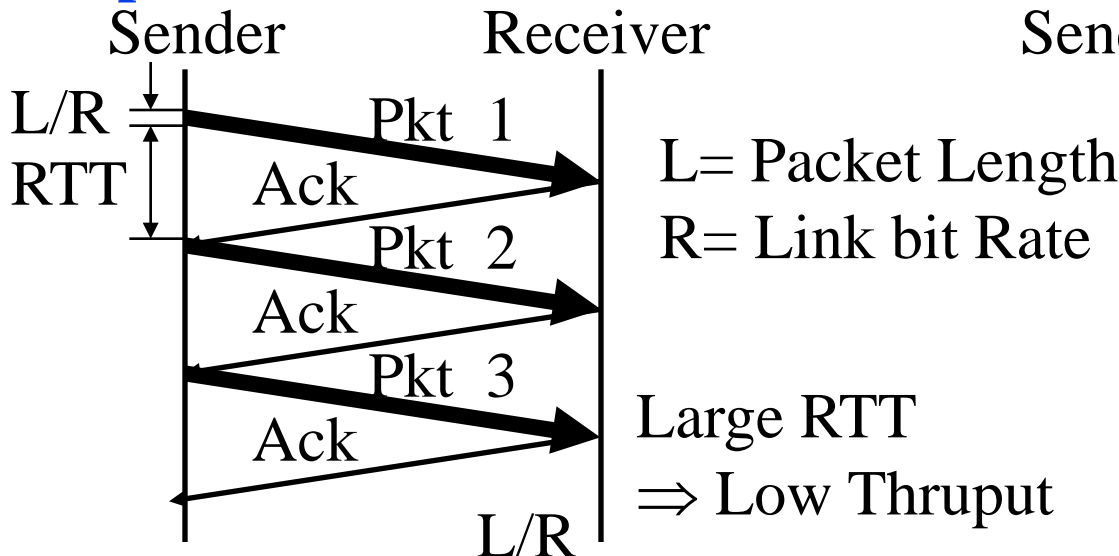 Sender
Receiver
L/R
RTT
Pkt 1
Ack
Pkt 2
Ack
Pkt 3
Ack
L= Packet Length
R= Link bit Rate
Large RTT
⇒ Low Thruput
L/R